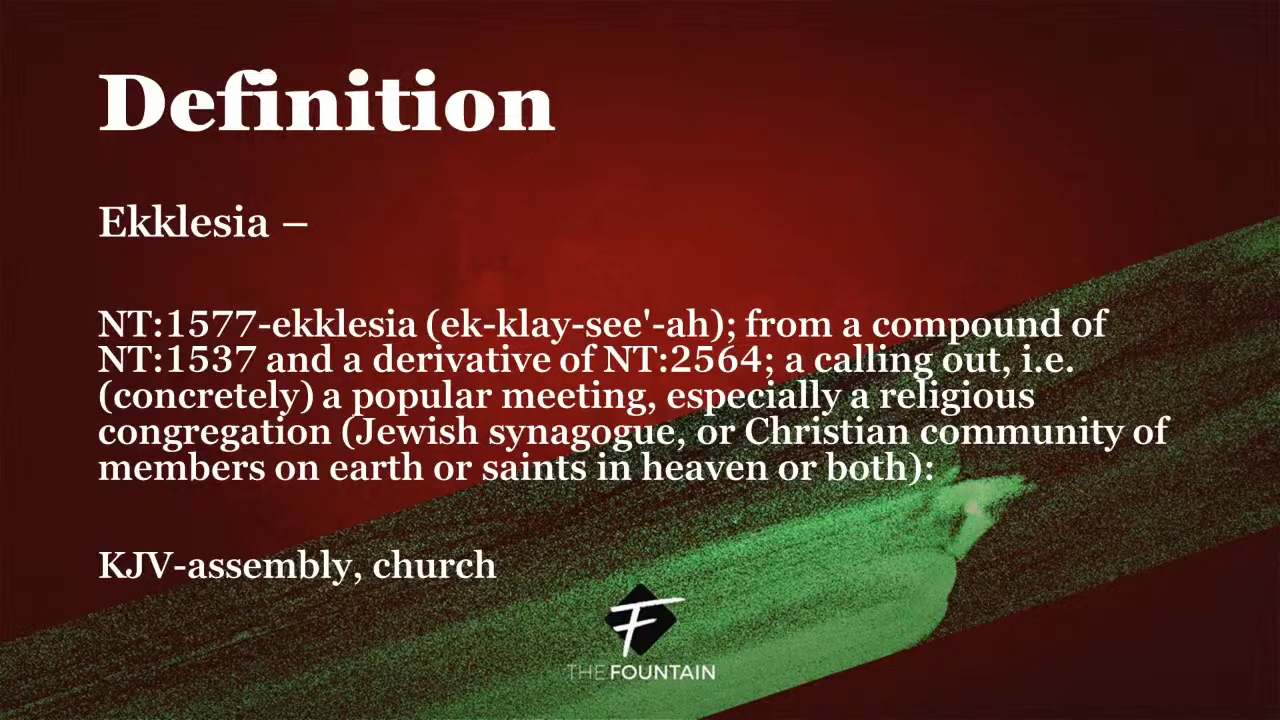 Definition
Ekklesia –
NT:1577-ekklesia (ek-klay-see'-ah); from a compound of
NT:1537 and a derivative of NT:2564; a calling out, i.e.
(concretely) a popular meeting, especially a religious
congregation (Jewish synagogue, or Christian community of
members on earth or saints in heaven or both):
KJV-assembly, church
F
THE FOUNTAIN